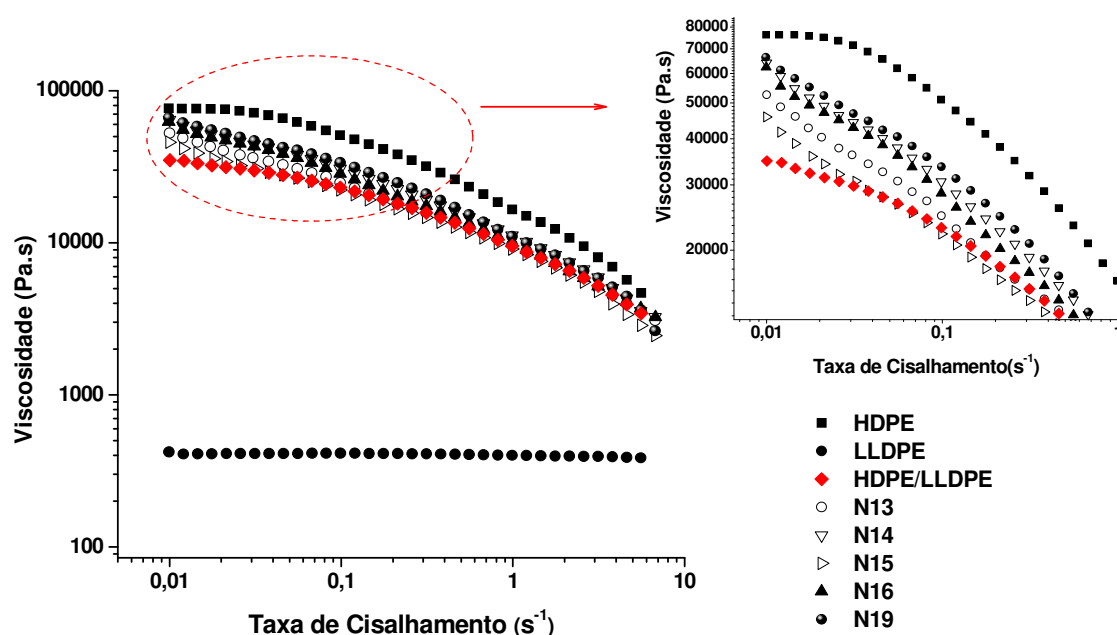 100000
10000
1000
100
0,01
0,1
1
10
Viscosidade (Pa.s)
Taxa de Cisalhamento (s⁻¹)
80000
70000
60000
50000
40000
30000
20000
0,01
0,1
1
Viscosidade (Pa.s)
Taxa de Cisalhamento(s⁻¹)
HDPE
LLDPE
HDPE/LLDPE
N13
N14
N15
N16
N19